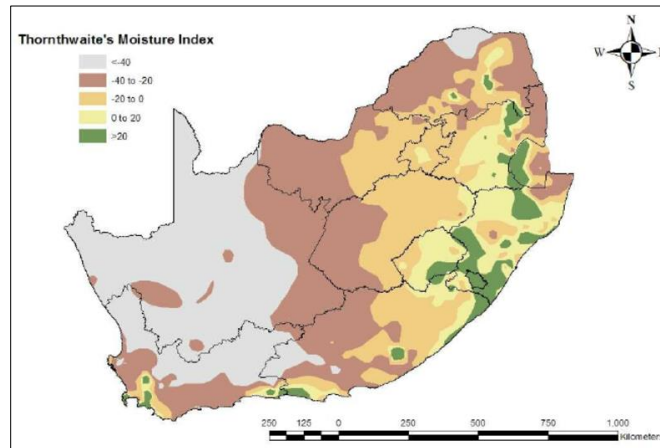 Thornthwaite's Moisture Index
<-40
-40 to -20
-20 to 0
0 to 20
>20
N
W
E
S
250 125 0 250 500 750 1 000
Kilometers